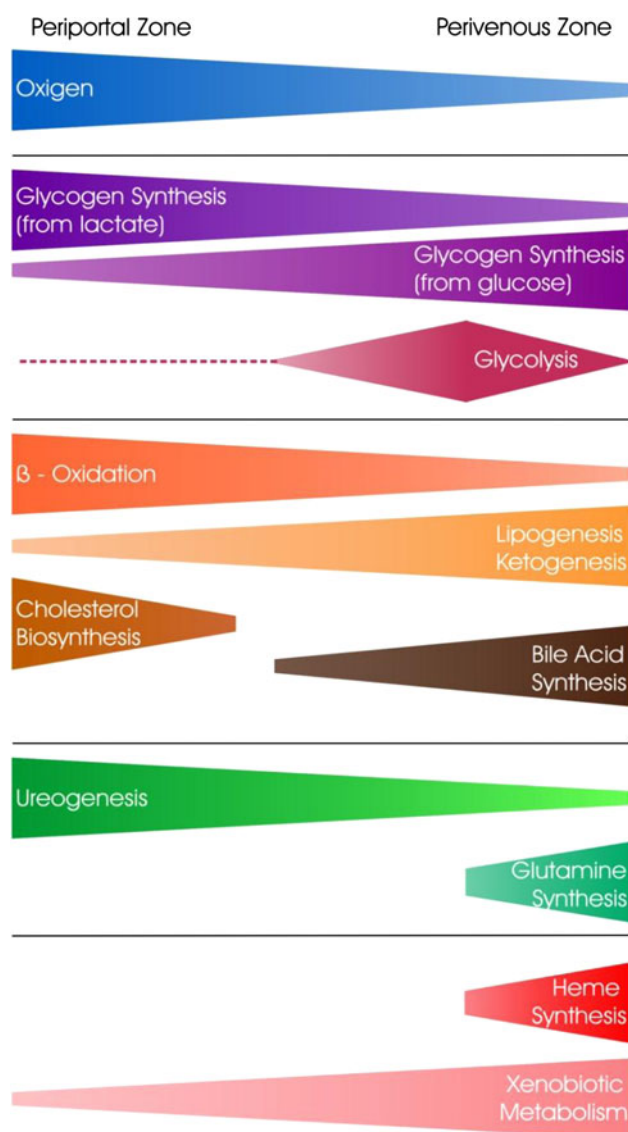 Periportal Zone
Perivenous Zone
Oxigen
Glycogen Synthesis
(from lactate)
Glycogen Synthesis
(from glucose)
Glycolysis
ß - Oxidation
Lipogenesis
Ketogenesis
Cholesterol
Biosynthesis
Bile Acid
Synthesis
Ureogenesis
Glutamine
Synthesis
Heme
Synthesis
Xenobiotic
Metabolism